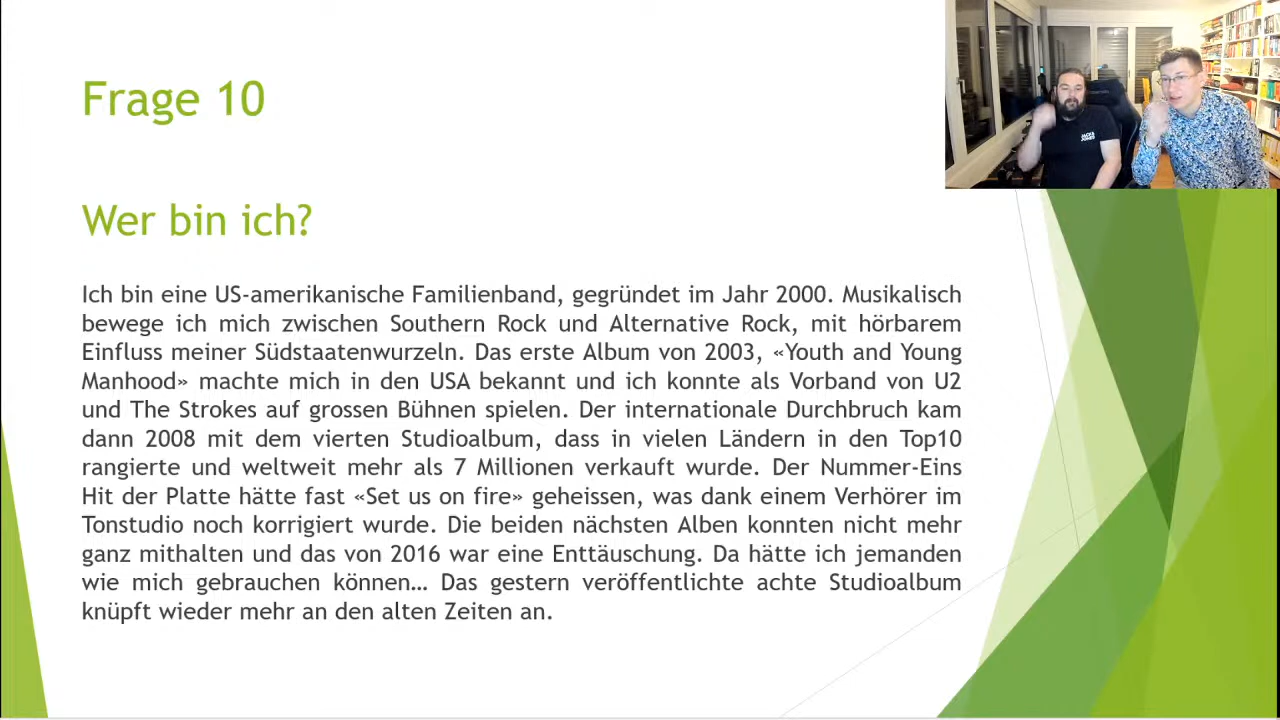 Frage 10
Wer bin ich?
Ich bin eine US-amerikanische Familienband, gegründet im Jahr 2000. Musikalisch
bewege ich mich zwischen Southern Rock und Alternative Rock, mit hörbarem
Einfluss meiner Südstaatenwurzeln. Das erste Album von 2003, «Youth and Young
Manhood» machte mich in den USA bekannt und ich konnte als Vorband von U2
und The Strokes auf grossen Bühnen spielen. Der internationale Durchbruch kam
dann 2008 mit dem vierten Studioalbum, dass in vielen Ländern in den Top10
rangierte und weltweit mehr als 7 Millionen verkauft wurde. Der Nummer-Eins
Hit der Platte hätte fast «Set us on fire» geheissen, was dank einem Verhörer im
Tonstudio noch korrigiert wurde. Die beiden nächsten Alben konnten nicht mehr
ganz mithalten und das von 2016 war eine Enttäuschung. Da hätte ich jemanden
wie mich gebrauchen können… Das gestern veröffentlichte achte Studioalbum
knüpft wieder mehr an den alten Zeiten an.
JACK
JONES